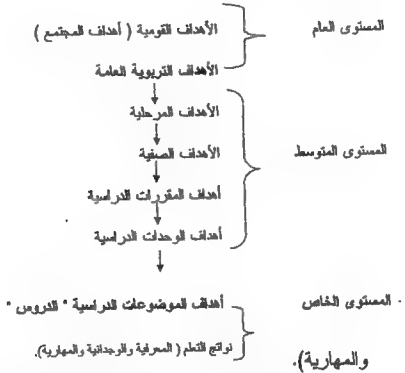 الأهداف القومية ( أهداف المجتمع )
المستوى العام
الأهداف التربوية العامة
الأهداف المرحلية
الأهداف الصفية
المستوى المتوسط
أهداف المقررات الدراسية
أهداف الوحدات الدراسية
المستوى الخاص
أهداف الموضوعات الدراسية " الدروس "
نواتج التعلم ( المعرفية والوجدانية والمهارية).
والمهارية).